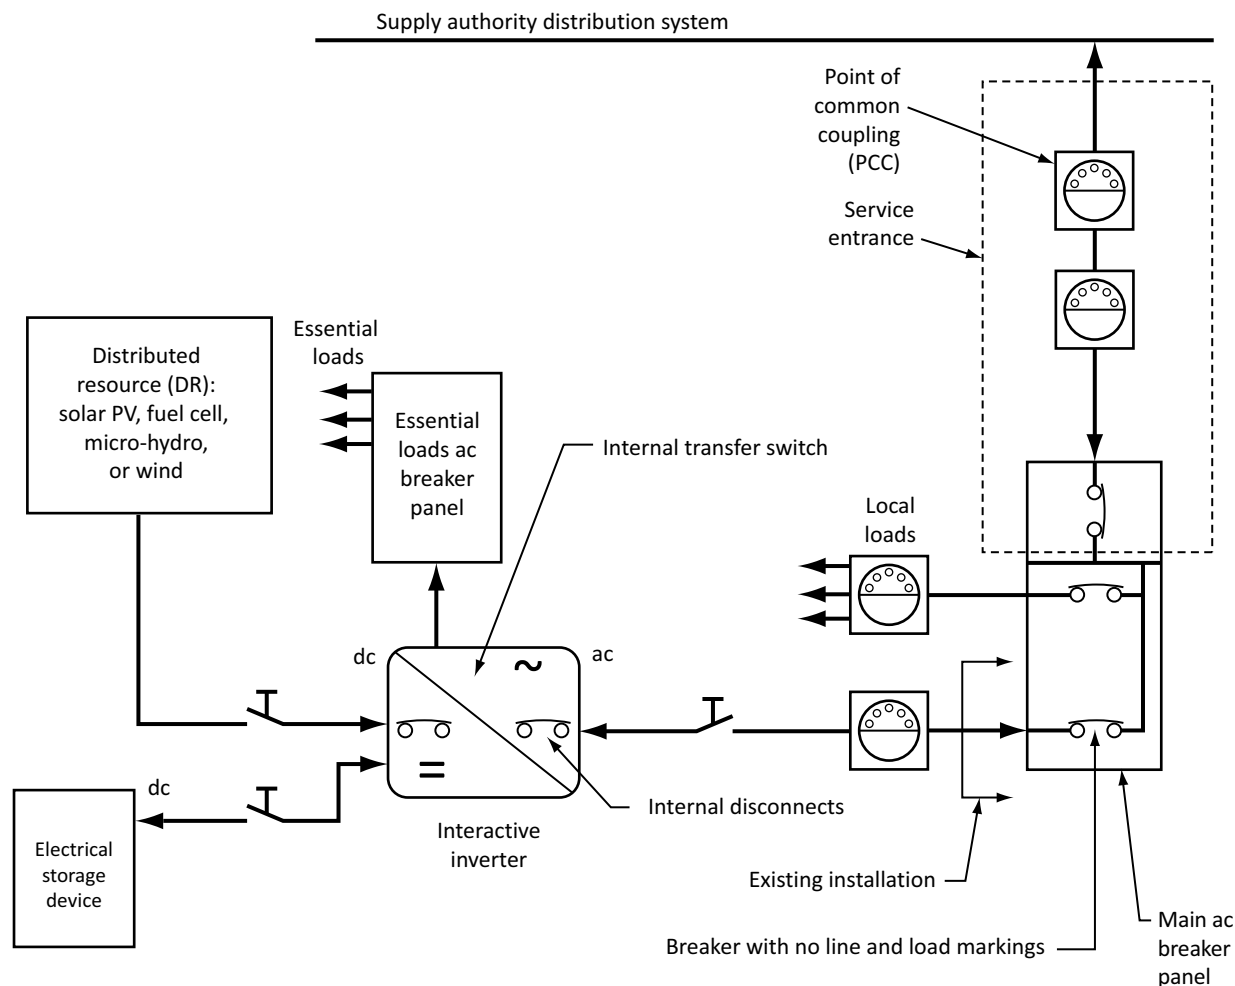 Supply authority distribution system
Point of
common
coupling
(PCC)
Service
entrance
Distributed
resource (DR):
solar PV, fuel cell,
micro-hydro,
or wind
Essential
loads
Essential
loads ac
breaker
panel
Internal transfer switch
Local
loads
dc
ac
dc
Electrical
storage
device
Interactive
inverter
Internal disconnects
Existing installation
Breaker with no line and load markings
Main ac
breaker
panel